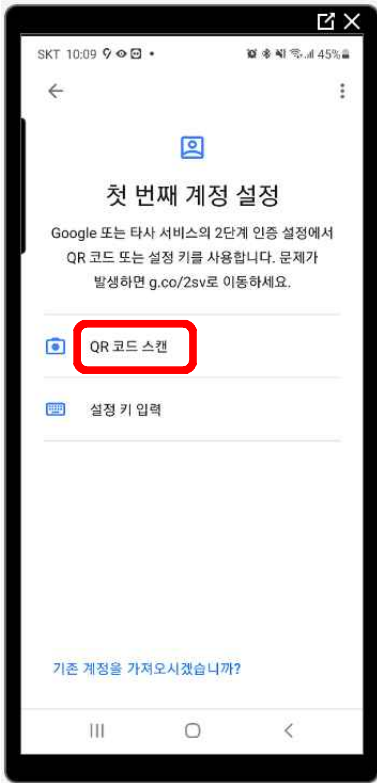 SKT 10:09
45%
첫 번째 계정 설정
Google 또는 타사 서비스의 2단계 인증 설정에서
QR 코드 또는 설정 키를 사용합니다. 문제가
발생하면 g.co/2sv로 이동하세요.
QR 코드 스캔
설정 키 입력
기존 계정을 가져오시겠습니까?